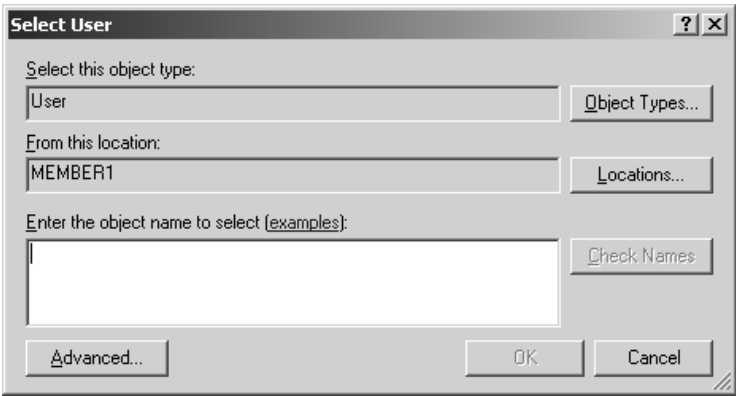 Select User
Select this object type:
User
Object Types...
From this location:
MEMBER1
Locations...
Enter the object name to select (examples):
Check Names
Advanced...
OK
Cancel